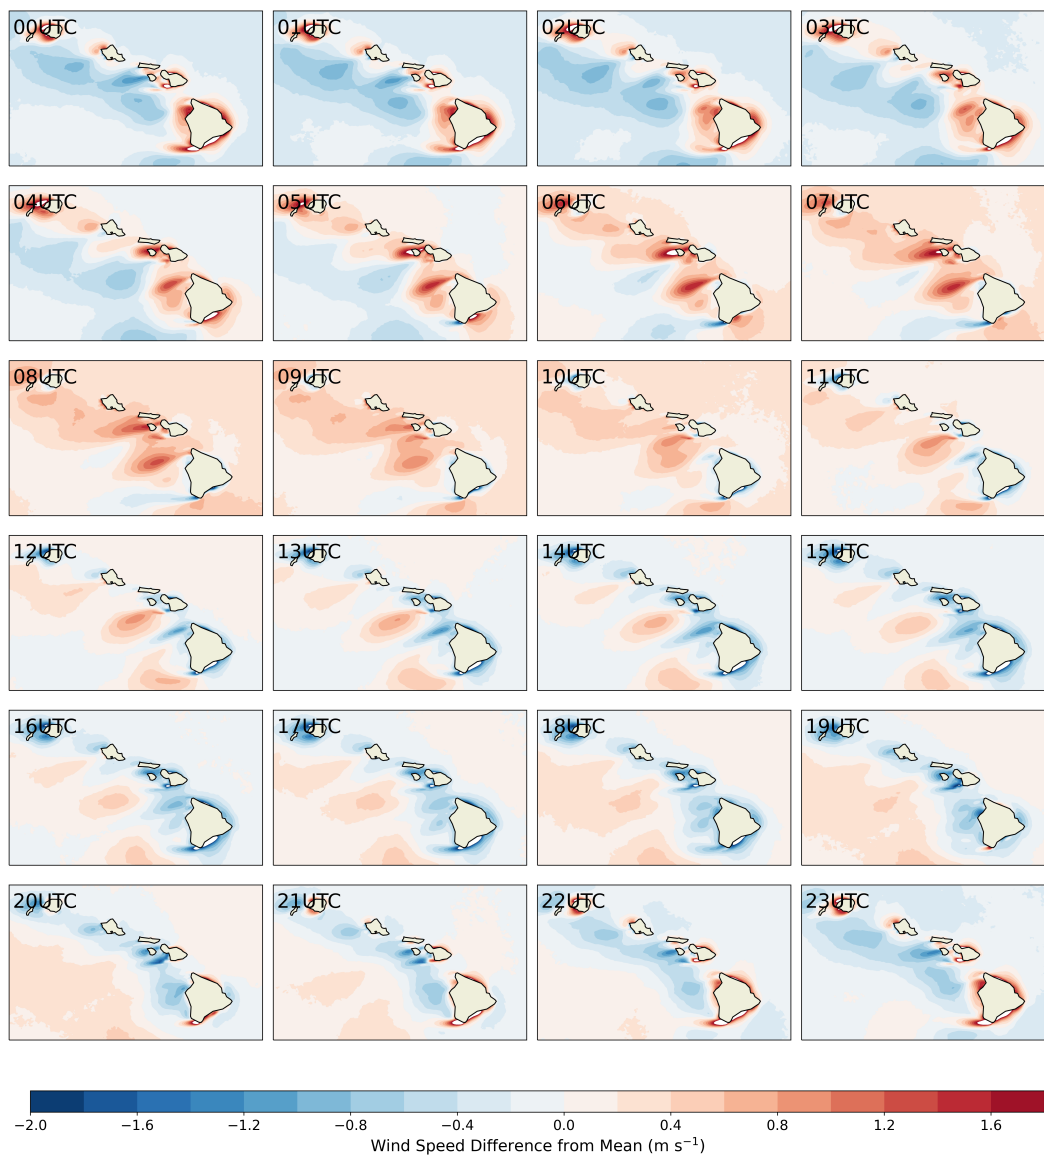 00UTC
01UTC
02UTC
03UTC
04UTC
05UTC
06UTC
07UTC
08UTC
09UTC
10UTC
11UTC
12UTC
13UTC
14UTC
15UTC
16UTC
17UTC
18UTC
19UTC
20UTC
21UTC
22UTC
23UTC
−2.0 −1.6 −1.2 −0.8 −0.4 0.0 0.4 0.8 1.2 1.6
Wind Speed Difference from Mean (m s⁻¹)